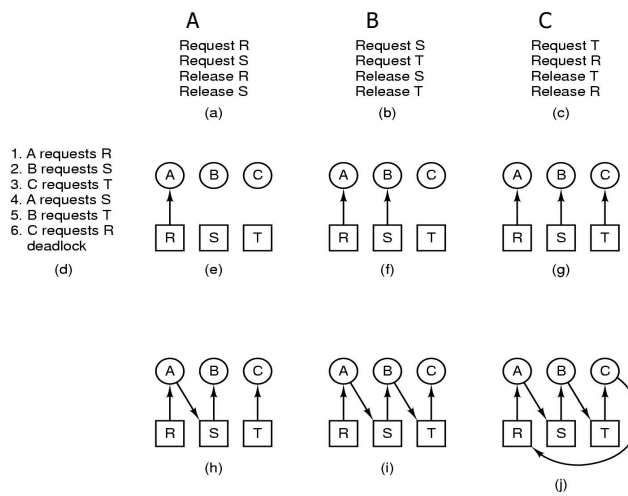 A B C
Request R
Request S
Release R
Release S
(a)
Request S
Request T
Release S
Release T
(b)
Request T
Request R
Release T
Release R
(c)
1. A requests R
2. B requests S
3. C requests T
4. A requests S
5. B requests T
6. C requests R
deadlock
(d)
A B C
R S T
(e)
A B C
R S T
(f)
A B C
R S T
(g)
A B C
R S T
(h)
A B C
R S T
(i)
A B C
R S T
(j)